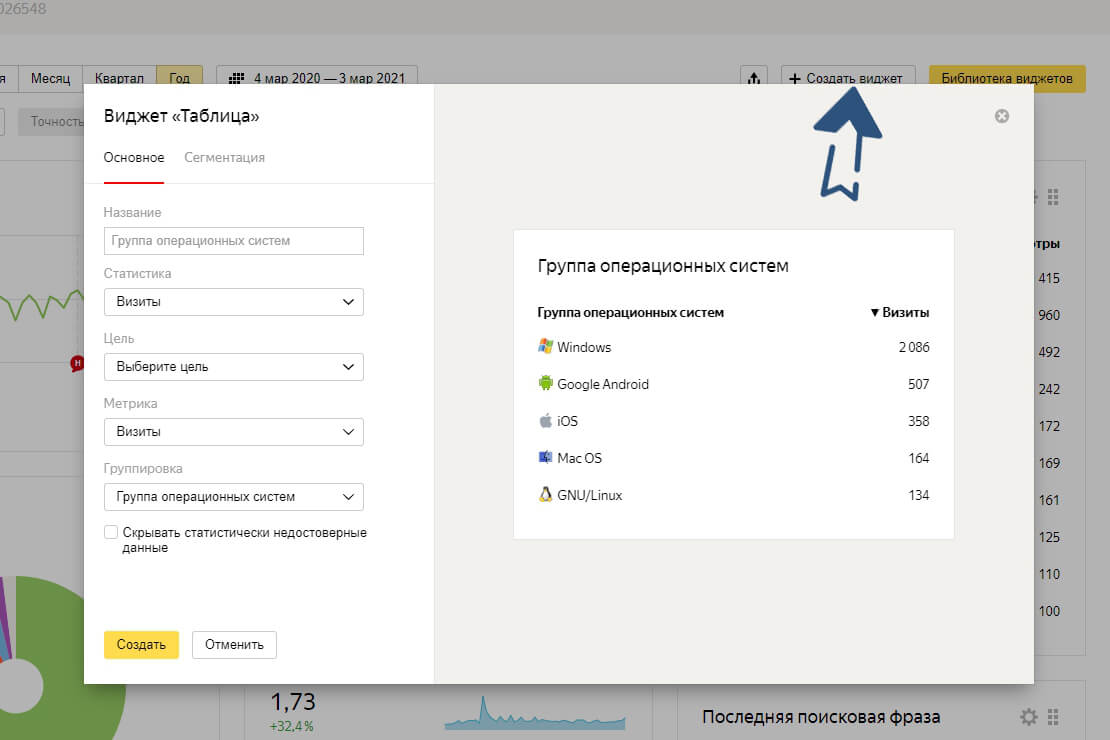 026548
я Месяц Квартал Год 4 мар 2020 — 3 мар 2021 + Создать виджет Библиотека виджетов
Точность
Виджет «Таблица»
Основное Сегментация
Название
Группа операционных систем
Статистика
Визиты
Цель
Выберите цель
Метрика
Визиты
Группировка
Группа операционных систем
Скрывать статистически недостоверные
данные
Создать Отменить
Группа операционных систем
Группа операционных систем ▼ Визиты
Windows 2 086
Google Android 507
iOS 358
Mac OS 164
GNU/Linux 134
тры
415
960
492
242
172
169
161
125
110
100
Н
1,73
+32,4 %
Последняя поисковая фраза